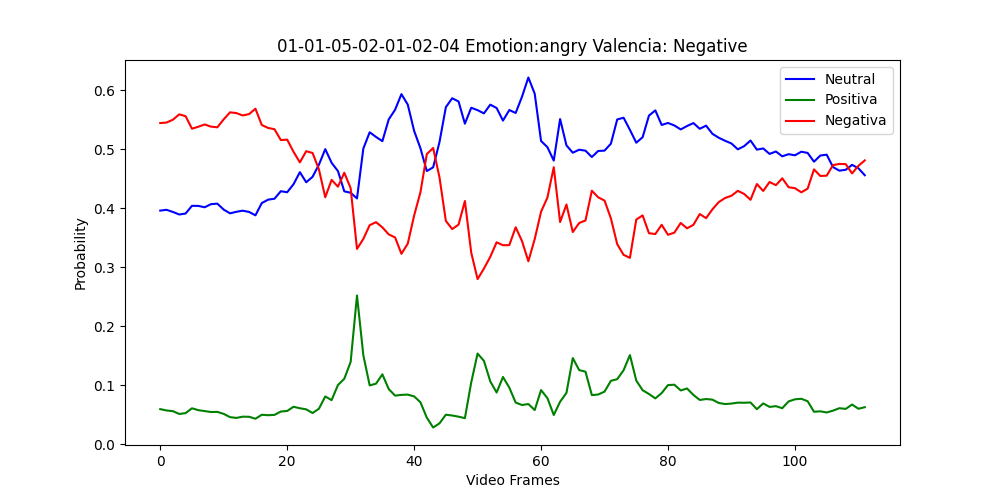 01-01-05-02-01-02-04 Emotion:angry Valencia: Negative
Neutral
Positiva
Negativa
Probability
0.6
0.5
0.4
0.3
0.2
0.1
0.0
0 20 40 60 80 100
Video Frames